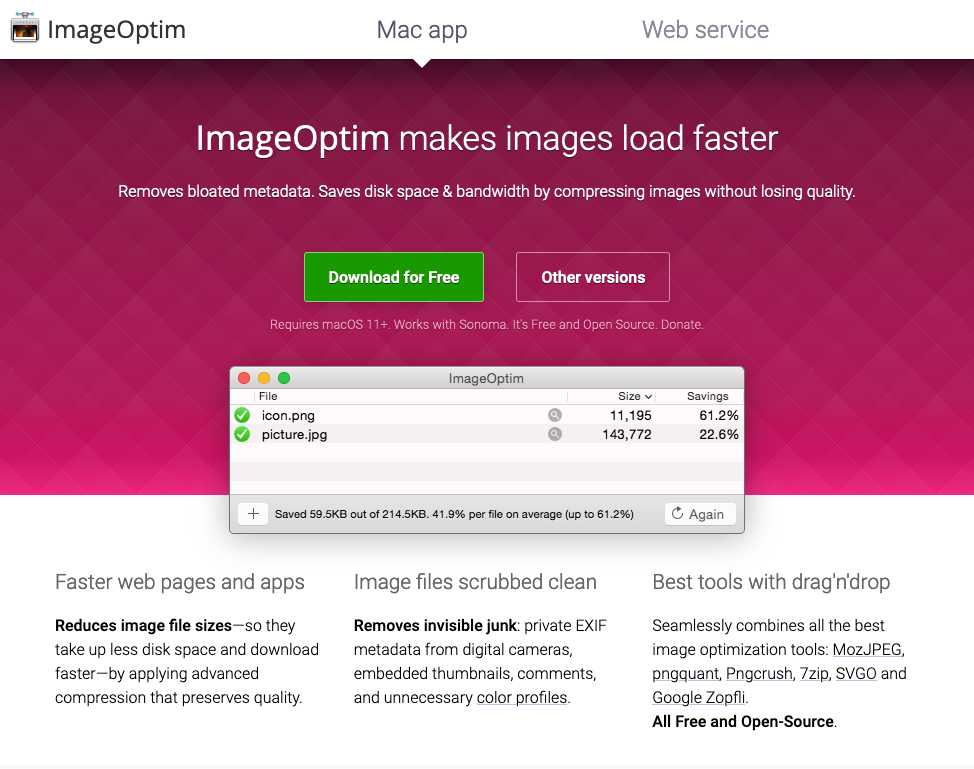 ImageOptim
Mac app
Web service
ImageOptim makes images load faster
Removes bloated metadata. Saves disk space & bandwidth by compressing images without losing quality.
Download for Free
Other versions
Requires macOS 11+. Works with Sonoma. It's Free and Open Source. Donate.
ImageOptim
File Size Savings
icon.png 11,195 61.2%
picture.jpg 143,772 22.6%
Saved 59.5KB out of 214.5KB. 41.9% per file on average (up to 61.2%)
Again
Faster web pages and apps
Reduces image file sizes—so they
take up less disk space and download
faster—by applying advanced
compression that preserves quality.
Image files scrubbed clean
Removes invisible junk: private EXIF
metadata from digital cameras,
embedded thumbnails, comments,
and unnecessary color profiles.
Best tools with drag'n'drop
Seamlessly combines all the best
image optimization tools: MozJPEG,
pngquant, Pngcrush, 7zip, SVGO and
Google Zopfli.
All Free and Open-Source.